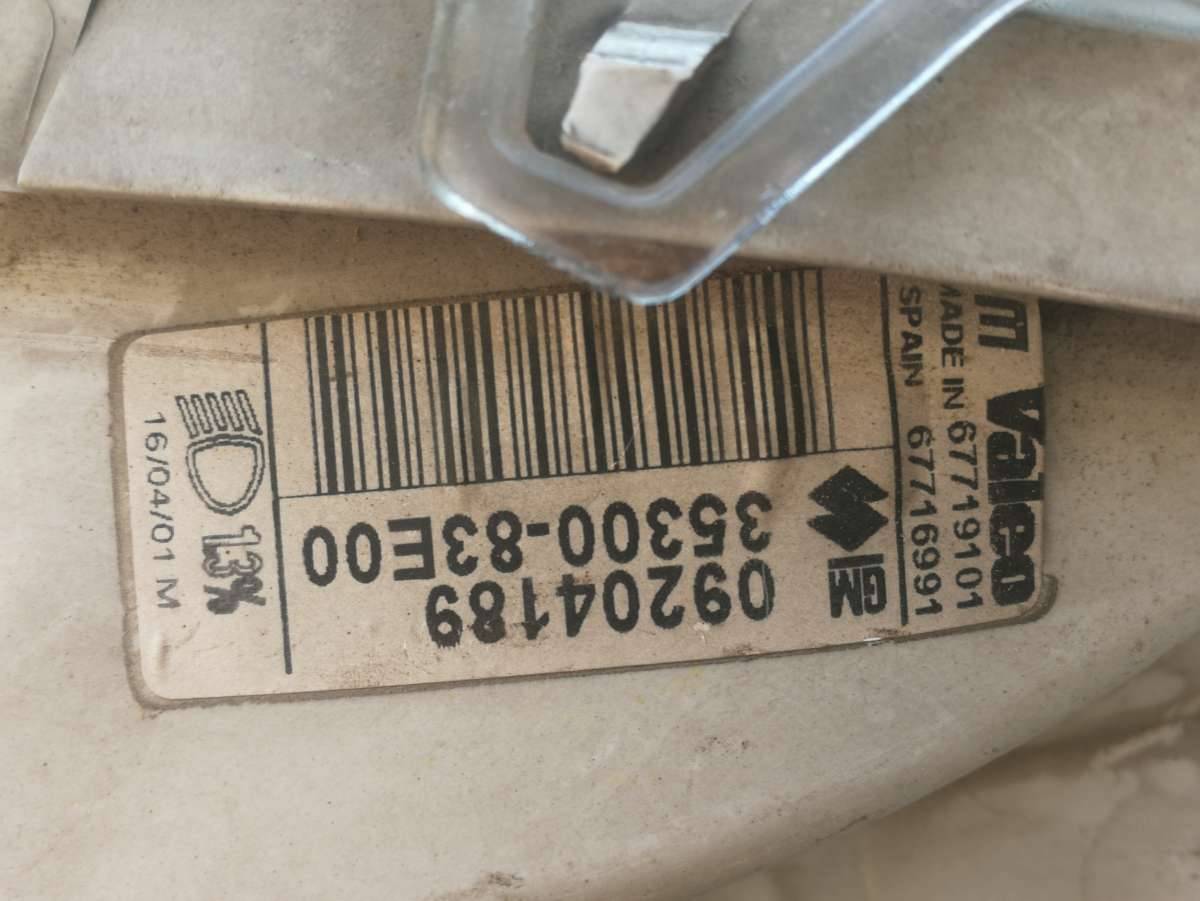 Valeo
MADE IN 67719101
SPAIN 67716991
GM
09204189
35300-83E00
1.3%
16/04/01 M